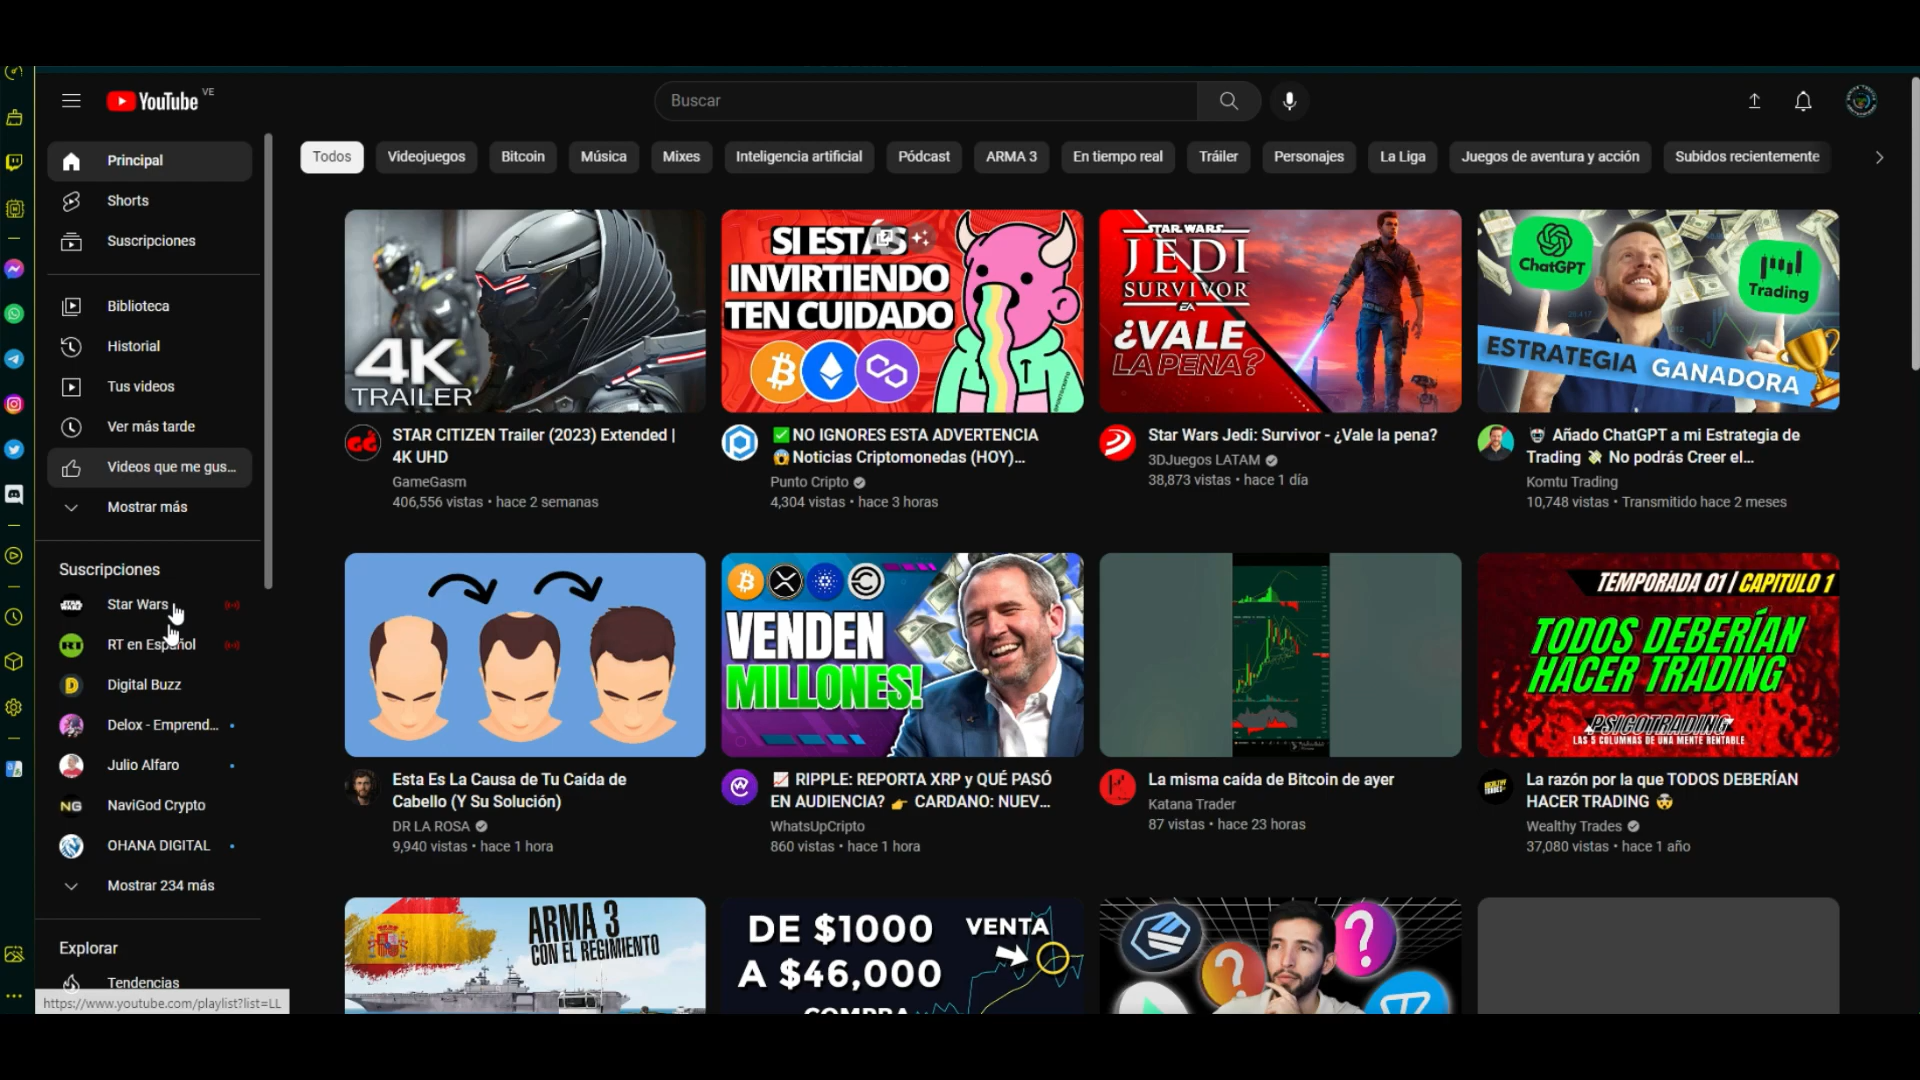 YouTube VE
Buscar
Principal
Shorts
Suscripciones
Biblioteca
Historial
Tus videos
Ver más tarde
Videos que me gus...
Mostrar más
Suscripciones
Star Wars
RT en Español
Digital Buzz
Delox - Emprend...
Julio Alfaro
NaviGod Crypto
OHANA DIGITAL
Mostrar 234 más
Explorar
Tendencias
https://www.youtube.com/playlist?list=LL
Todos
Videojuegos
Bitcoin
Música
Mixes
Inteligencia artificial
Pódcast
ARMA 3
En tiempo real
Tráiler
Personajes
La Liga
Juegos de aventura y acción
Subidos recientemente
4K
TRAILER
STAR CITIZEN Trailer (2023) Extended |
4K UHD
GameGasm
406,556 vistas • hace 2 semanas
SI ESTÁS
INVIRTIENDO
TEN CUIDADO
✅NO IGNORES ESTA ADVERTENCIA
😱Noticias Criptomonedas (HOY)...
Punto Cripto
4,304 vistas • hace 3 horas
STAR WARS
JEDI
SURVIVOR
EA
¿VALE
LA PENA?
Star Wars Jedi: Survivor - ¿Vale la pena?
3DJuegos LATAM
38,873 vistas • hace 1 día
ChatGPT
Trading
ESTRATEGIA GANADORA
Añado ChatGPT a mi Estrategia de
Trading 💸 No podrás Creer el...
Komtu Trading
10,748 vistas • Transmitido hace 2 meses
Esta Es La Causa de Tu Caída de
Cabello (Y Su Solución)
DR LA ROSA
9,940 vistas • hace 1 hora
VENDEN
MILLONES!
📈 RIPPLE: REPORTA XRP y QUÉ PASÓ
EN AUDIENCIA? 👉 CARDANO: NUEV...
WhatsUpCripto
860 vistas • hace 1 hora
La misma caída de Bitcoin de ayer
Katana Trader
87 vistas • hace 23 horas
TEMPORADA 01 | CAPITULO 1
TODOS DEBERÍAN
HACER TRADING
PSICOTRADING
LAS 5 COLUMNAS DE UNA MENTE RENTABLE
La razón por la que TODOS DEBERÍAN
HACER TRADING 🤯
Wealthy Trades
37,080 vistas • hace 1 año
ARMA 3
CON EL REGIMIENTO
DE $1000
A $46,000
VENTA
COMPRA